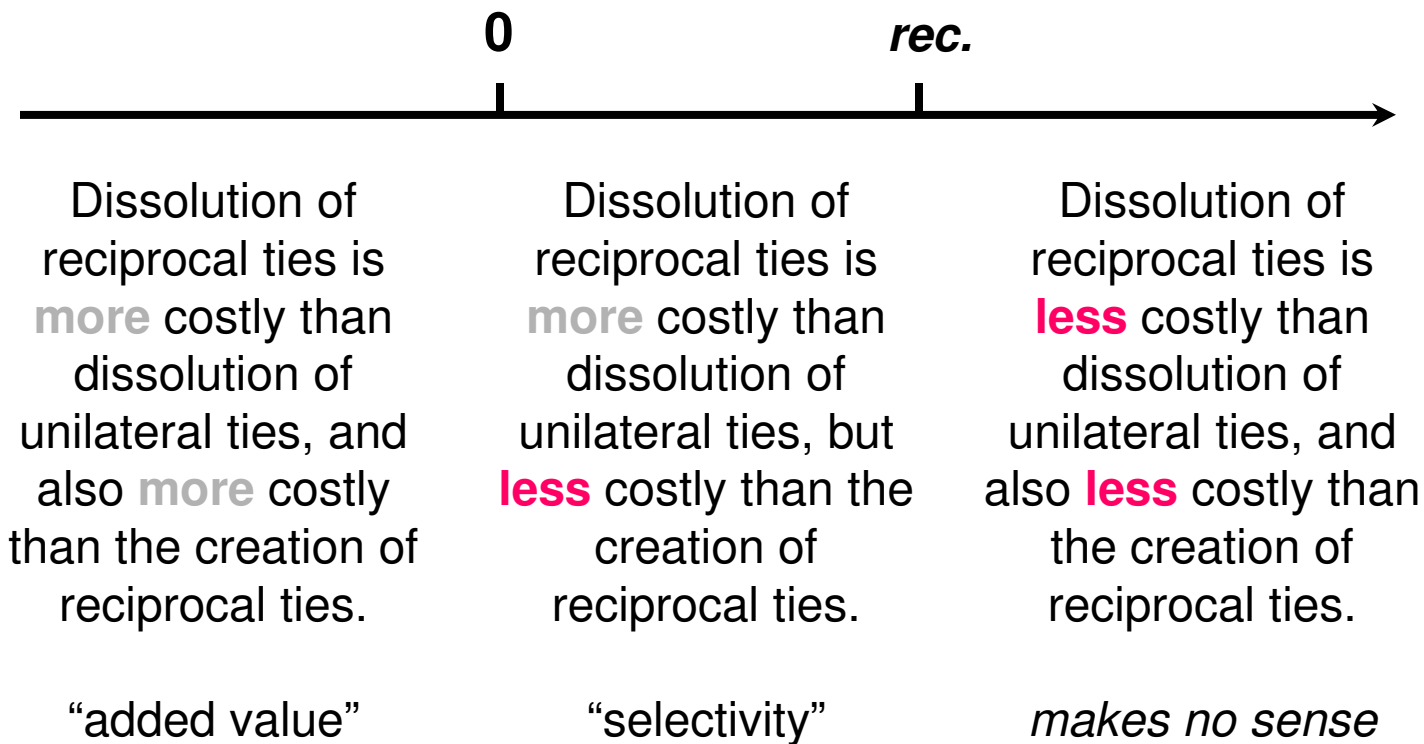 0 rec.
Dissolution of
reciprocal ties is
more costly than
dissolution of
unilateral ties, and
also more costly
than the creation of
reciprocal ties.
“added value”
Dissolution of
reciprocal ties is
more costly than
dissolution of
unilateral ties, but
less costly than the
creation of
reciprocal ties.
“selectivity”
Dissolution of
reciprocal ties is
less costly than
dissolution of
unilateral ties, and
also less costly than
the creation of
reciprocal ties.
makes no sense